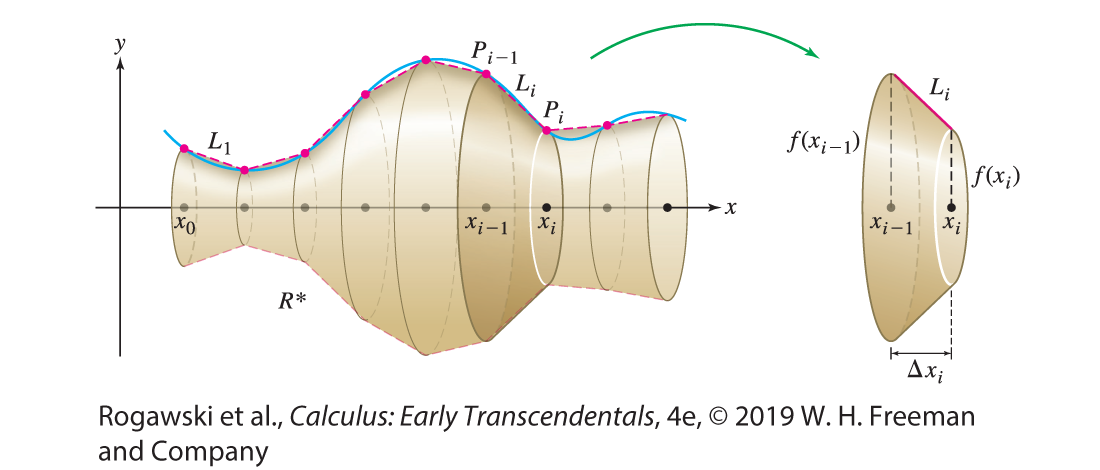 y
P_{i−1}
L_i
L_i
P_i
L_1
f(x_{i−1})
f(x_i)
x
x_0
x_{i−1}
x_i
x_{i−1}
x_i
R*
Δx_i
Rogawski et al., Calculus: Early Transcendentals, 4e, © 2019 W. H. Freeman
and Company